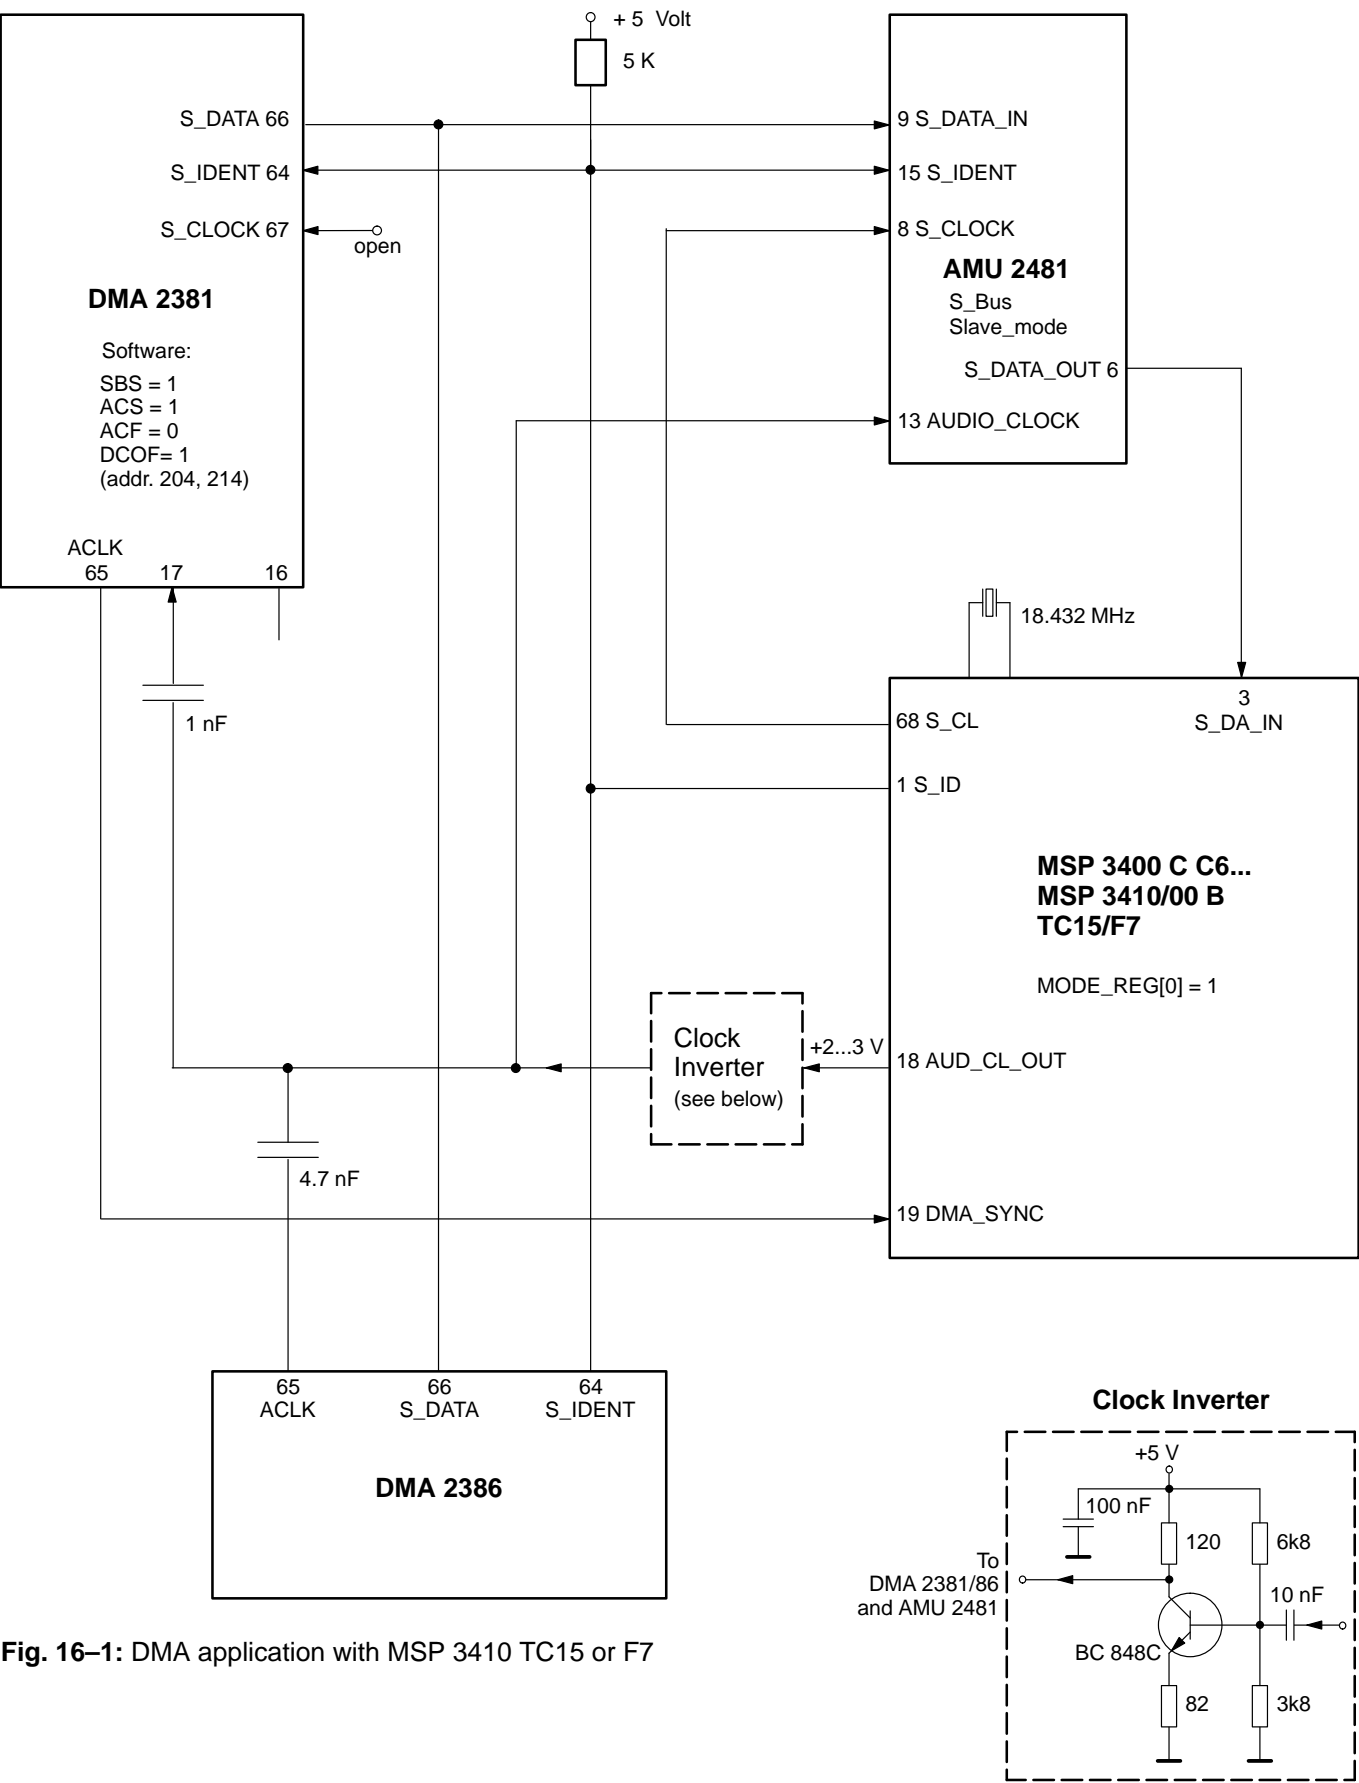 + 5 Volt
5 K
S_DATA 66
S_IDENT 64
S_CLOCK 67
open
DMA 2381
Software:
SBS = 1
ACS = 1
ACF = 0
DCOF= 1
(addr. 204, 214)
ACLK
65
17
16
9 S_DATA_IN
15 S_IDENT
8 S_CLOCK
AMU 2481
S_Bus
Slave_mode
S_DATA_OUT 6
13 AUDIO_CLOCK
18.432 MHz
1 nF
3
S_DA_IN
68 S_CL
1 S_ID
MSP 3400 C C6...
MSP 3410/00 B
TC15/F7
MODE_REG[0] = 1
Clock
Inverter
(see below)
+2...3 V
18 AUD_CL_OUT
4.7 nF
19 DMA_SYNC
65
ACLK
66
S_DATA
64
S_IDENT
DMA 2386
Clock Inverter
+5 V
100 nF
120
6k8
To
DMA 2381/86
and AMU 2481
10 nF
BC 848C
82
3k8
Fig. 16–1: DMA application with MSP 3410 TC15 or F7